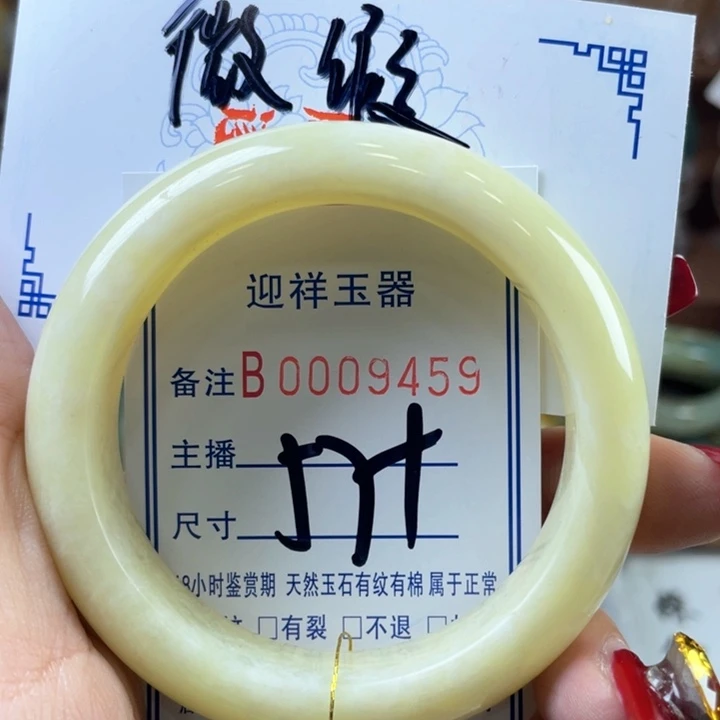 微瑕
迎祥玉器
备注B0009459
主播
尺寸
8小时鉴赏期 天然玉石有纹有棉 属于正常
□有裂 □不退